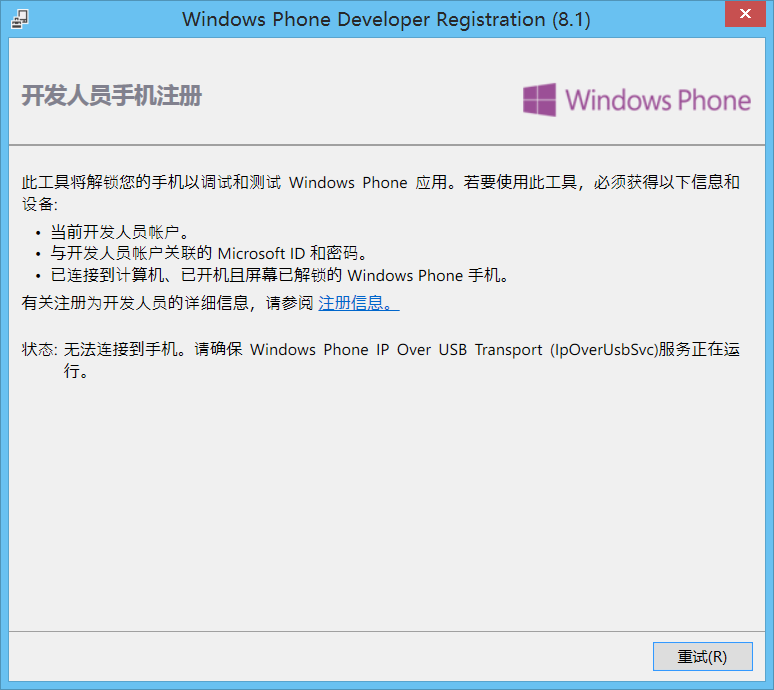 Windows Phone Developer Registration (8.1)
开发人员手机注册
Windows Phone
此工具将解锁您的手机以调试和测试 Windows Phone 应用。若要使用此工具，必须获得以下信息和
设备:
• 当前开发人员帐户。
• 与开发人员帐户关联的 Microsoft ID 和密码。
• 已连接到计算机、已开机且屏幕已解锁的 Windows Phone 手机。
有关注册为开发人员的详细信息，请参阅 注册信息。
状态: 无法连接到手机。请确保 Windows Phone IP Over USB Transport (IpOverUsbSvc)服务正在运
行。
重试(R)